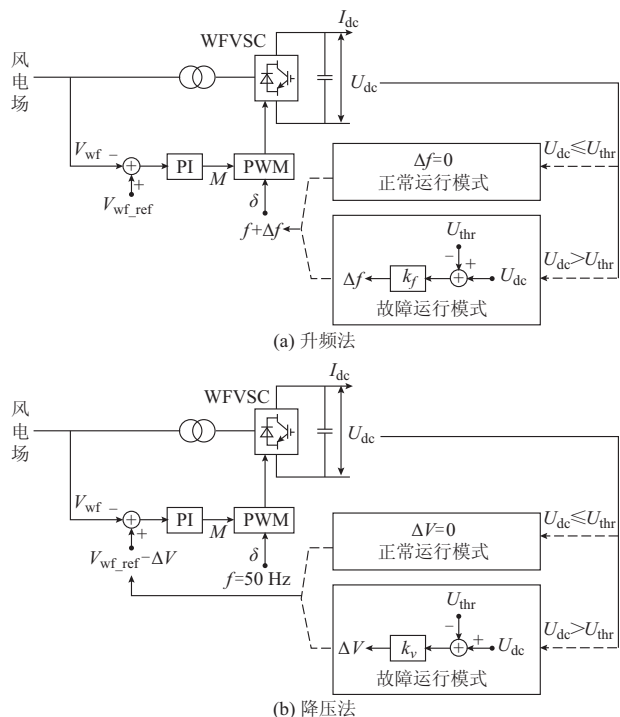 I_dc
WFVSC
风电场
U_dc
V_wf
−
+
PI
M
PWM
V_wf_ref
δ
f+Δf
Δf=0
正常运行模式
U_dc≤U_thr
U_thr
−
+
U_dc
k_f
Δf
故障运行模式
U_dc>U_thr
(a) 升频法
I_dc
WFVSC
风电场
U_dc
V_wf
−
+
PI
M
PWM
V_wf_ref−ΔV
δ
f=50 Hz
ΔV=0
正常运行模式
U_dc≤U_thr
U_thr
−
+
U_dc
k_v
ΔV
故障运行模式
U_dc>U_thr
(b) 降压法